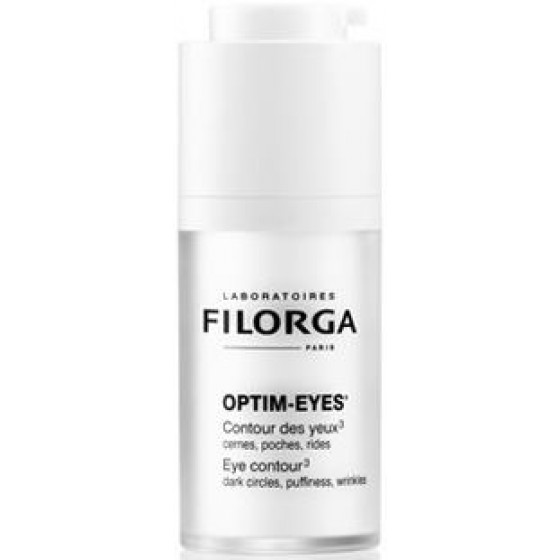 LABORATOIRES
FILORGA
PARIS
OPTIM-EYES*
Contour des yeux³
cernes, poches, rides
Eye contour³
dark circles, puffiness, wrinkles